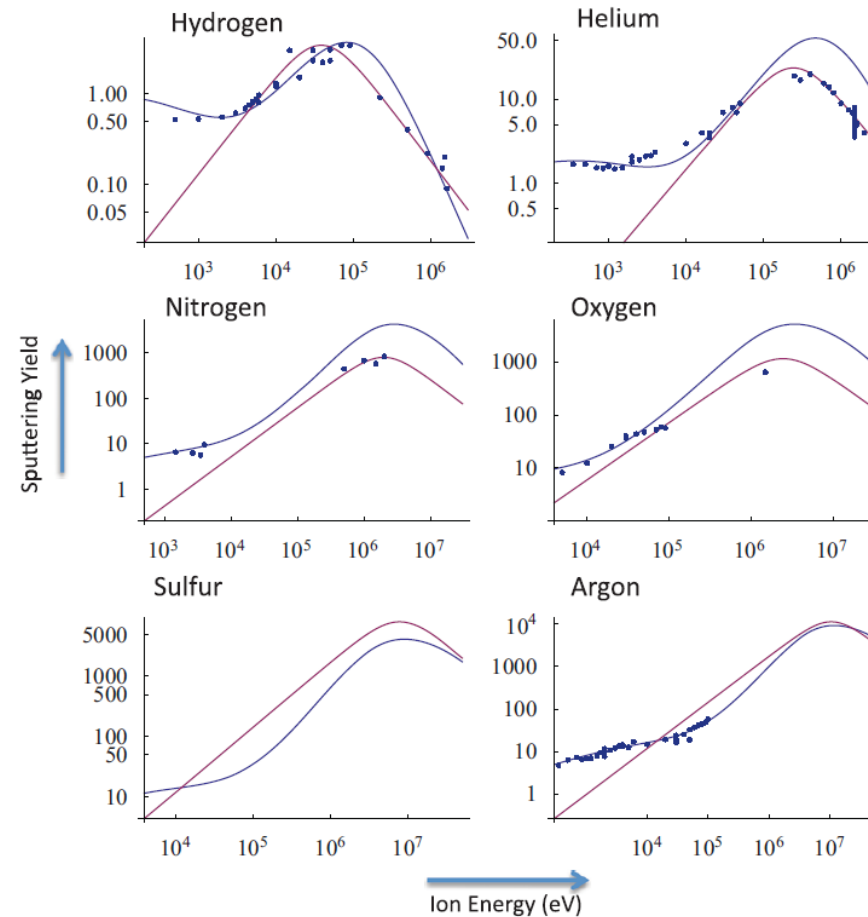 Hydrogen
1.00
0.50
0.10
0.05
10³ 10⁴ 10⁵ 10⁶
Helium
50.0
10.0
5.0
1.0
0.5
10³ 10⁴ 10⁵ 10⁶
Nitrogen
1000
100
10
1
10³ 10⁴ 10⁵ 10⁶ 10⁷
Oxygen
1000
100
10
10⁴ 10⁵ 10⁶ 10⁷
Sulfur
5000
1000
500
100
50
10
10⁴ 10⁵ 10⁶ 10⁷
Argon
10⁴
1000
100
10
1
10⁴ 10⁵ 10⁶ 10⁷
Sputtering Yield
Ion Energy (eV)